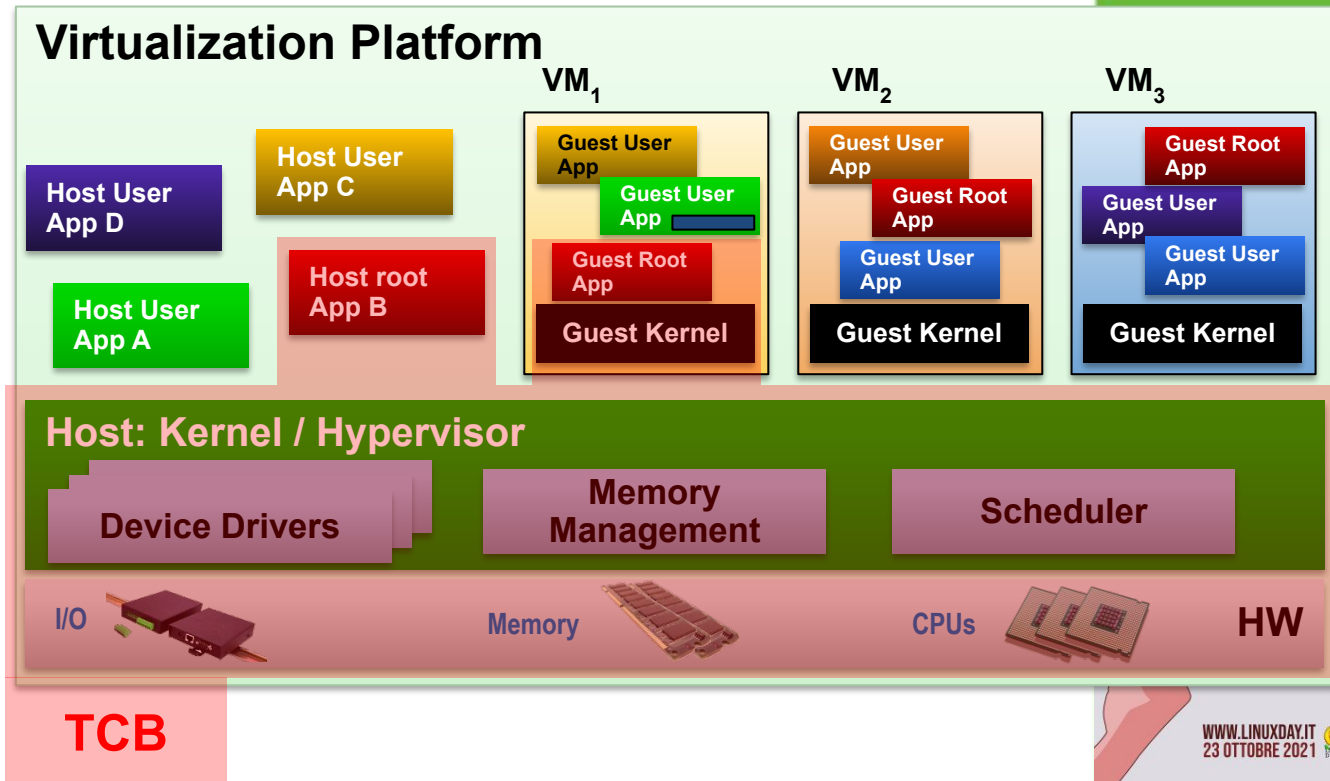 Virtualization Platform
VM1
VM2
VM3
Host User
App D
Host User
App C
Host User
App A
Host root
App B
Guest User
App
Guest User
App
Guest Root
App
Guest Kernel
Guest User
App
Guest Root
App
Guest User
App
Guest Kernel
Guest Root
App
Guest User
App
Guest User
App
Guest Kernel
Host: Kernel / Hypervisor
Device Drivers
Memory
Management
Scheduler
I/O
Memory
CPUs
HW
TCB
WWW.LINUXDAY.IT
23 OTTOBRE 2021